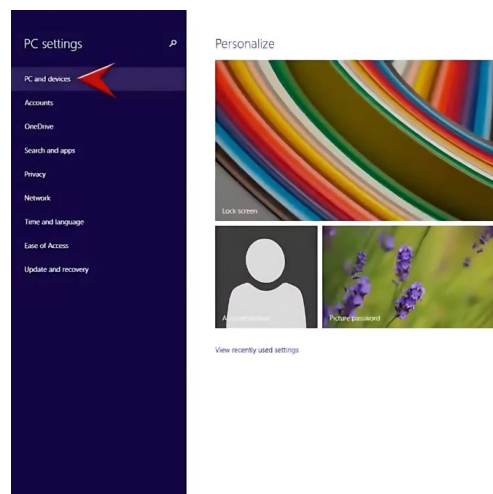 PC settings
PC and devices
Accounts
OneDrive
Search and apps
Privacy
Network
Time and language
Ease of Access
Update and recovery
Personalize
Lock screen
Picture password
View recently used settings